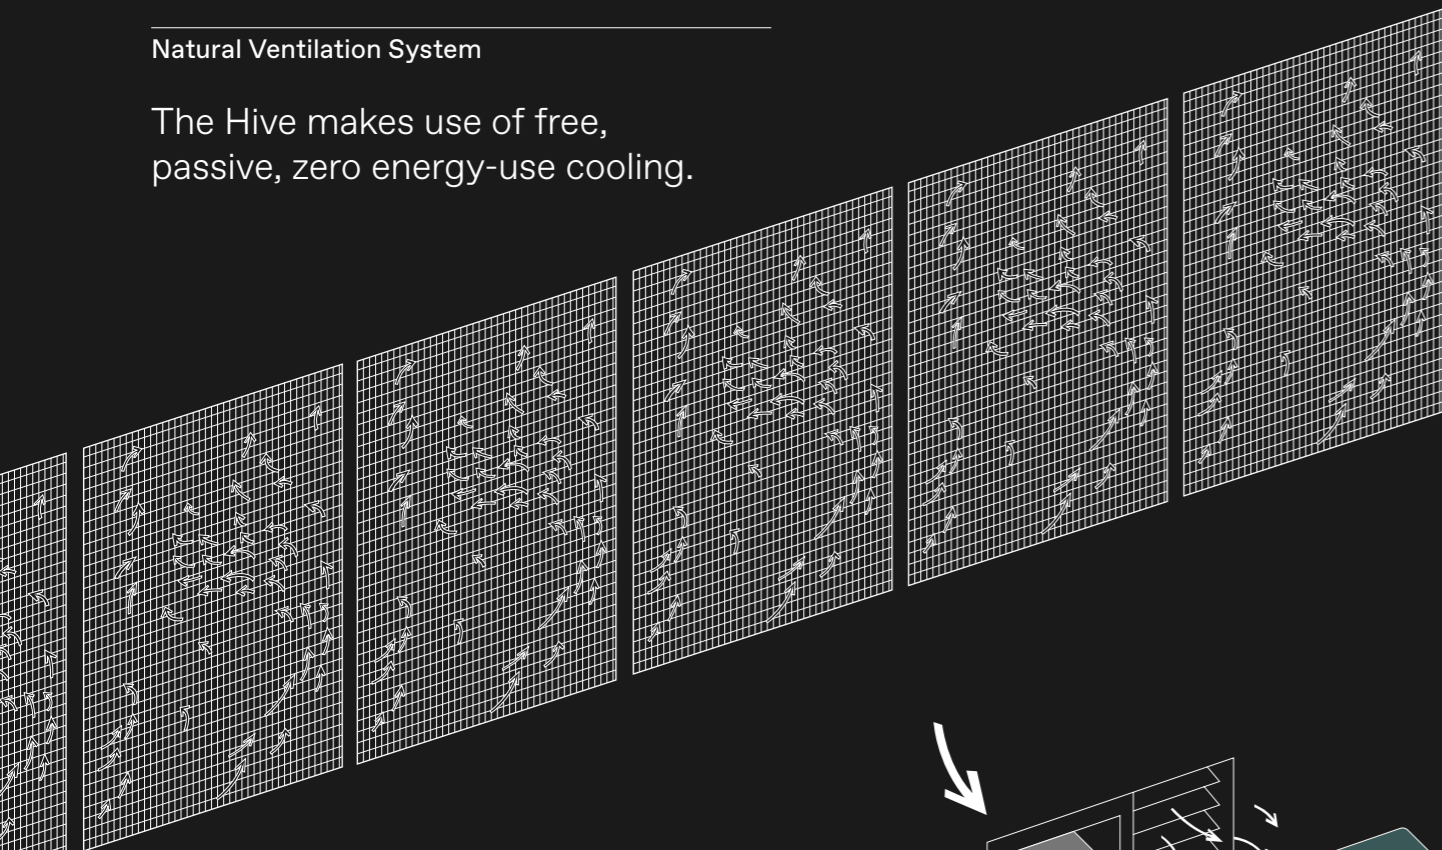 Natural Ventilation System
The Hive makes use of free,
passive, zero energy-use cooling.